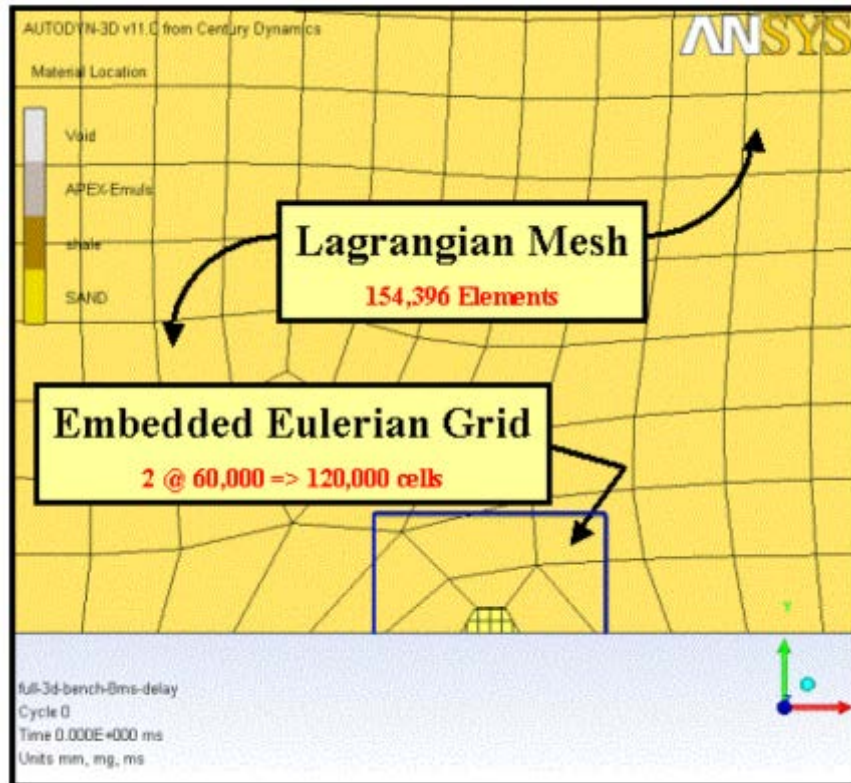 AUTODYN-3D v11.0 from Century Dynamics
ANSYS
Material Location
Void
APEX-Emuls
shale
SAND
Lagrangian Mesh
154,396 Elements
Embedded Eulerian Grid
2 @ 60,000 => 120,000 cells
Y
full-3d-bench-8ms-delay
Cycle 0
Time 0.000E+000 ms
Units mm, mg, ms